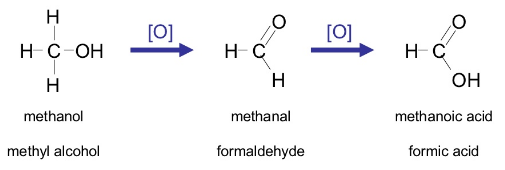 H
[O]
O
[O]
O
H-C-OH
H-C
H-C
H
H
OH
methanol
methanal
methanoic acid
methyl alcohol
formaldehyde
formic acid